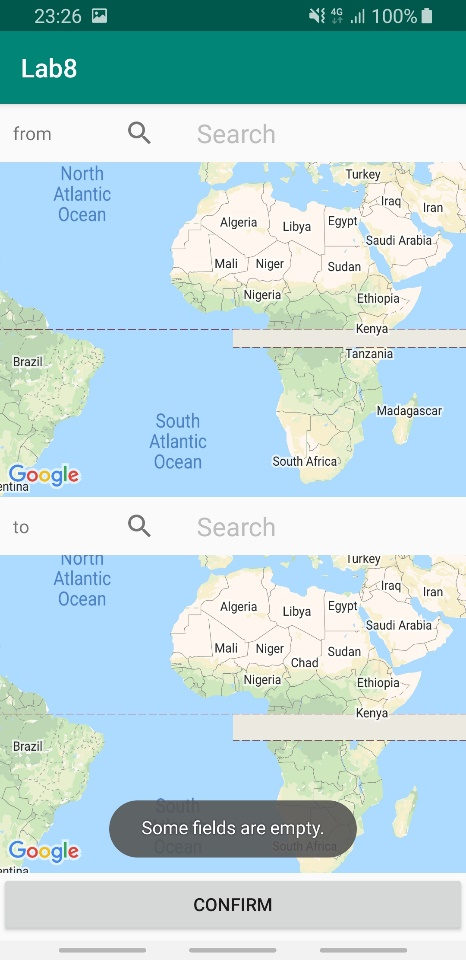 23:26 4G 100%
Lab8
from Search
North
Atlantic
Ocean
Turkey
Iraq
Iran
Algeria
Libya
Egypt
Saudi Arabia
Mali
Niger
Sudan
Nigeria
Ethiopia
Kenya
Tanzania
Brazil
Madagascar
South
Atlantic
Ocean
South Africa
Google
entina
to Search
North
Atlantic
Ocean
Turkey
Iraq
Iran
Algeria
Libya
Egypt
Saudi Arabia
Mali
Niger
Chad
Sudan
Nigeria
Ethiopia
Kenya
Brazil
South
Some fields are empty.
Ocean
South Africa
Google
entina
CONFIRM